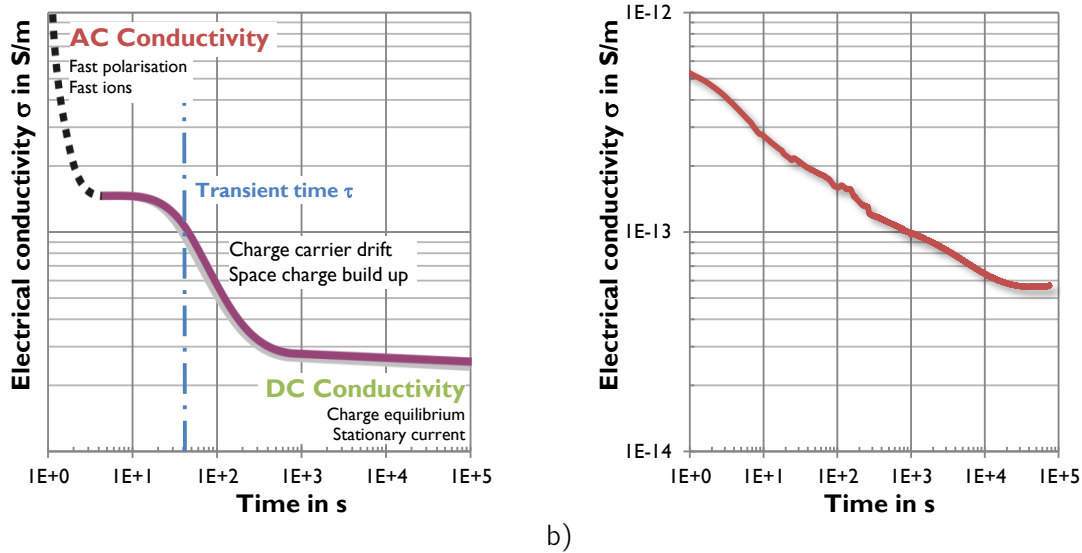 AC Conductivity
Fast polarisation
Fast ions
Transient time τ
Charge carrier drift
Space charge build up
DC Conductivity
Charge equilibrium
Stationary current
Electrical conductivity σ in S/m
1E+0 1E+1 1E+2 1E+3 1E+4 1E+5
Time in s
b)
1E-12
1E-13
1E-14
Electrical conductivity σ in S/m
1E+0 1E+1 1E+2 1E+3 1E+4 1E+5
Time in s